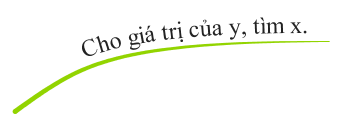 Cho giá trị của y, tìm x.